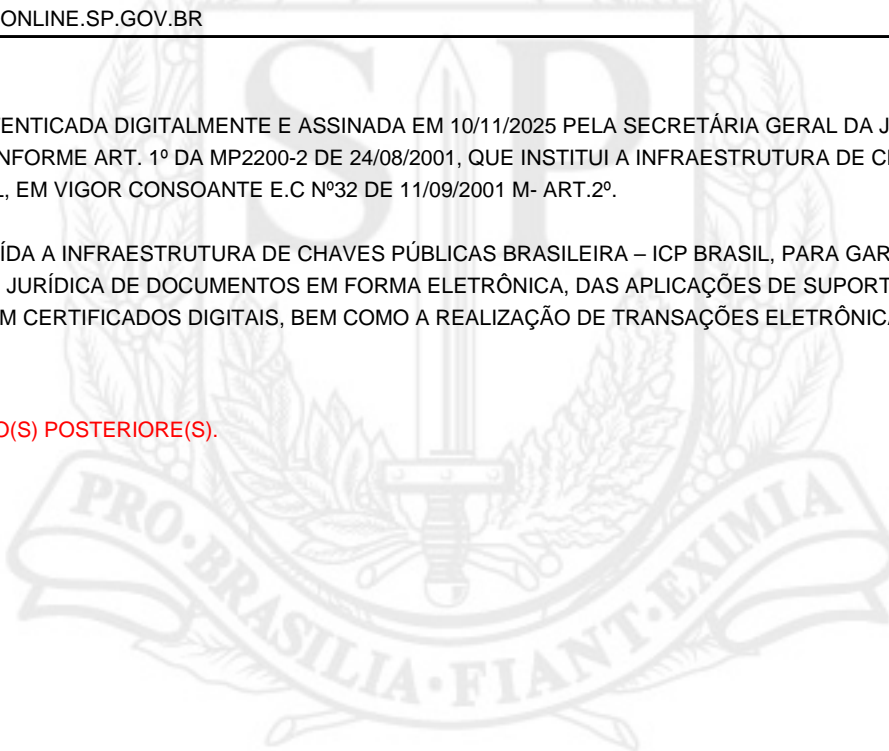 ONLINE.SP.GOV.BR
ENTICADA DIGITALMENTE E ASSINADA EM 10/11/2025 PELA SECRETÁRIA GERAL DA J
NFORME ART. 1º DA MP2200-2 DE 24/08/2001, QUE INSTITUI A INFRAESTRUTURA DE C
L, EM VIGOR CONSOANTE E.C Nº32 DE 11/09/2001 M- ART.2º.
ÍDA A INFRAESTRUTURA DE CHAVES PÚBLICAS BRASILEIRA – ICP BRASIL, PARA GAR
JURÍDICA DE DOCUMENTOS EM FORMA ELETRÔNICA, DAS APLICAÇÕES DE SUPORT
M CERTIFICADOS DIGITAIS, BEM COMO A REALIZAÇÃO DE TRANSAÇÕES ELETRÔNICA
O(S) POSTERIORE(S).
SP
PRO·BRASILIA·FIANT·EXIMIA